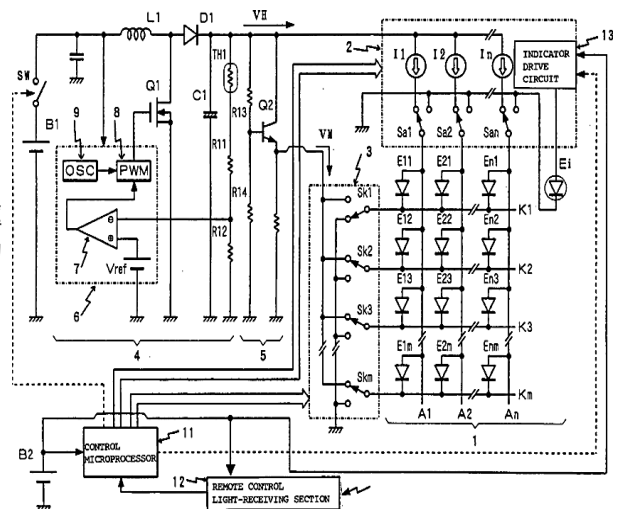 L1
D1
VH
2
13
I1
I2
In
INDICATOR
DRIVE
CIRCUIT
SW
TH1
Q1
C1
R13
Q2
B1
9
8
VM
3
Sa1
Sa2
San
Ei
OSC
PWM
R11
E11
E21
En1
Sk1
K1
R14
E12
E22
En2
R12
Sk2
K2
7
Vref
E13
E23
En3
Sk3
K3
6
E1m
E2m
Enm
4
5
Skm
Km
A1
A2
An
1
11
B2
CONTROL
MICROPROCESSOR
12
REMOTE CONTROL
LIGHT-RECEIVING SECTION